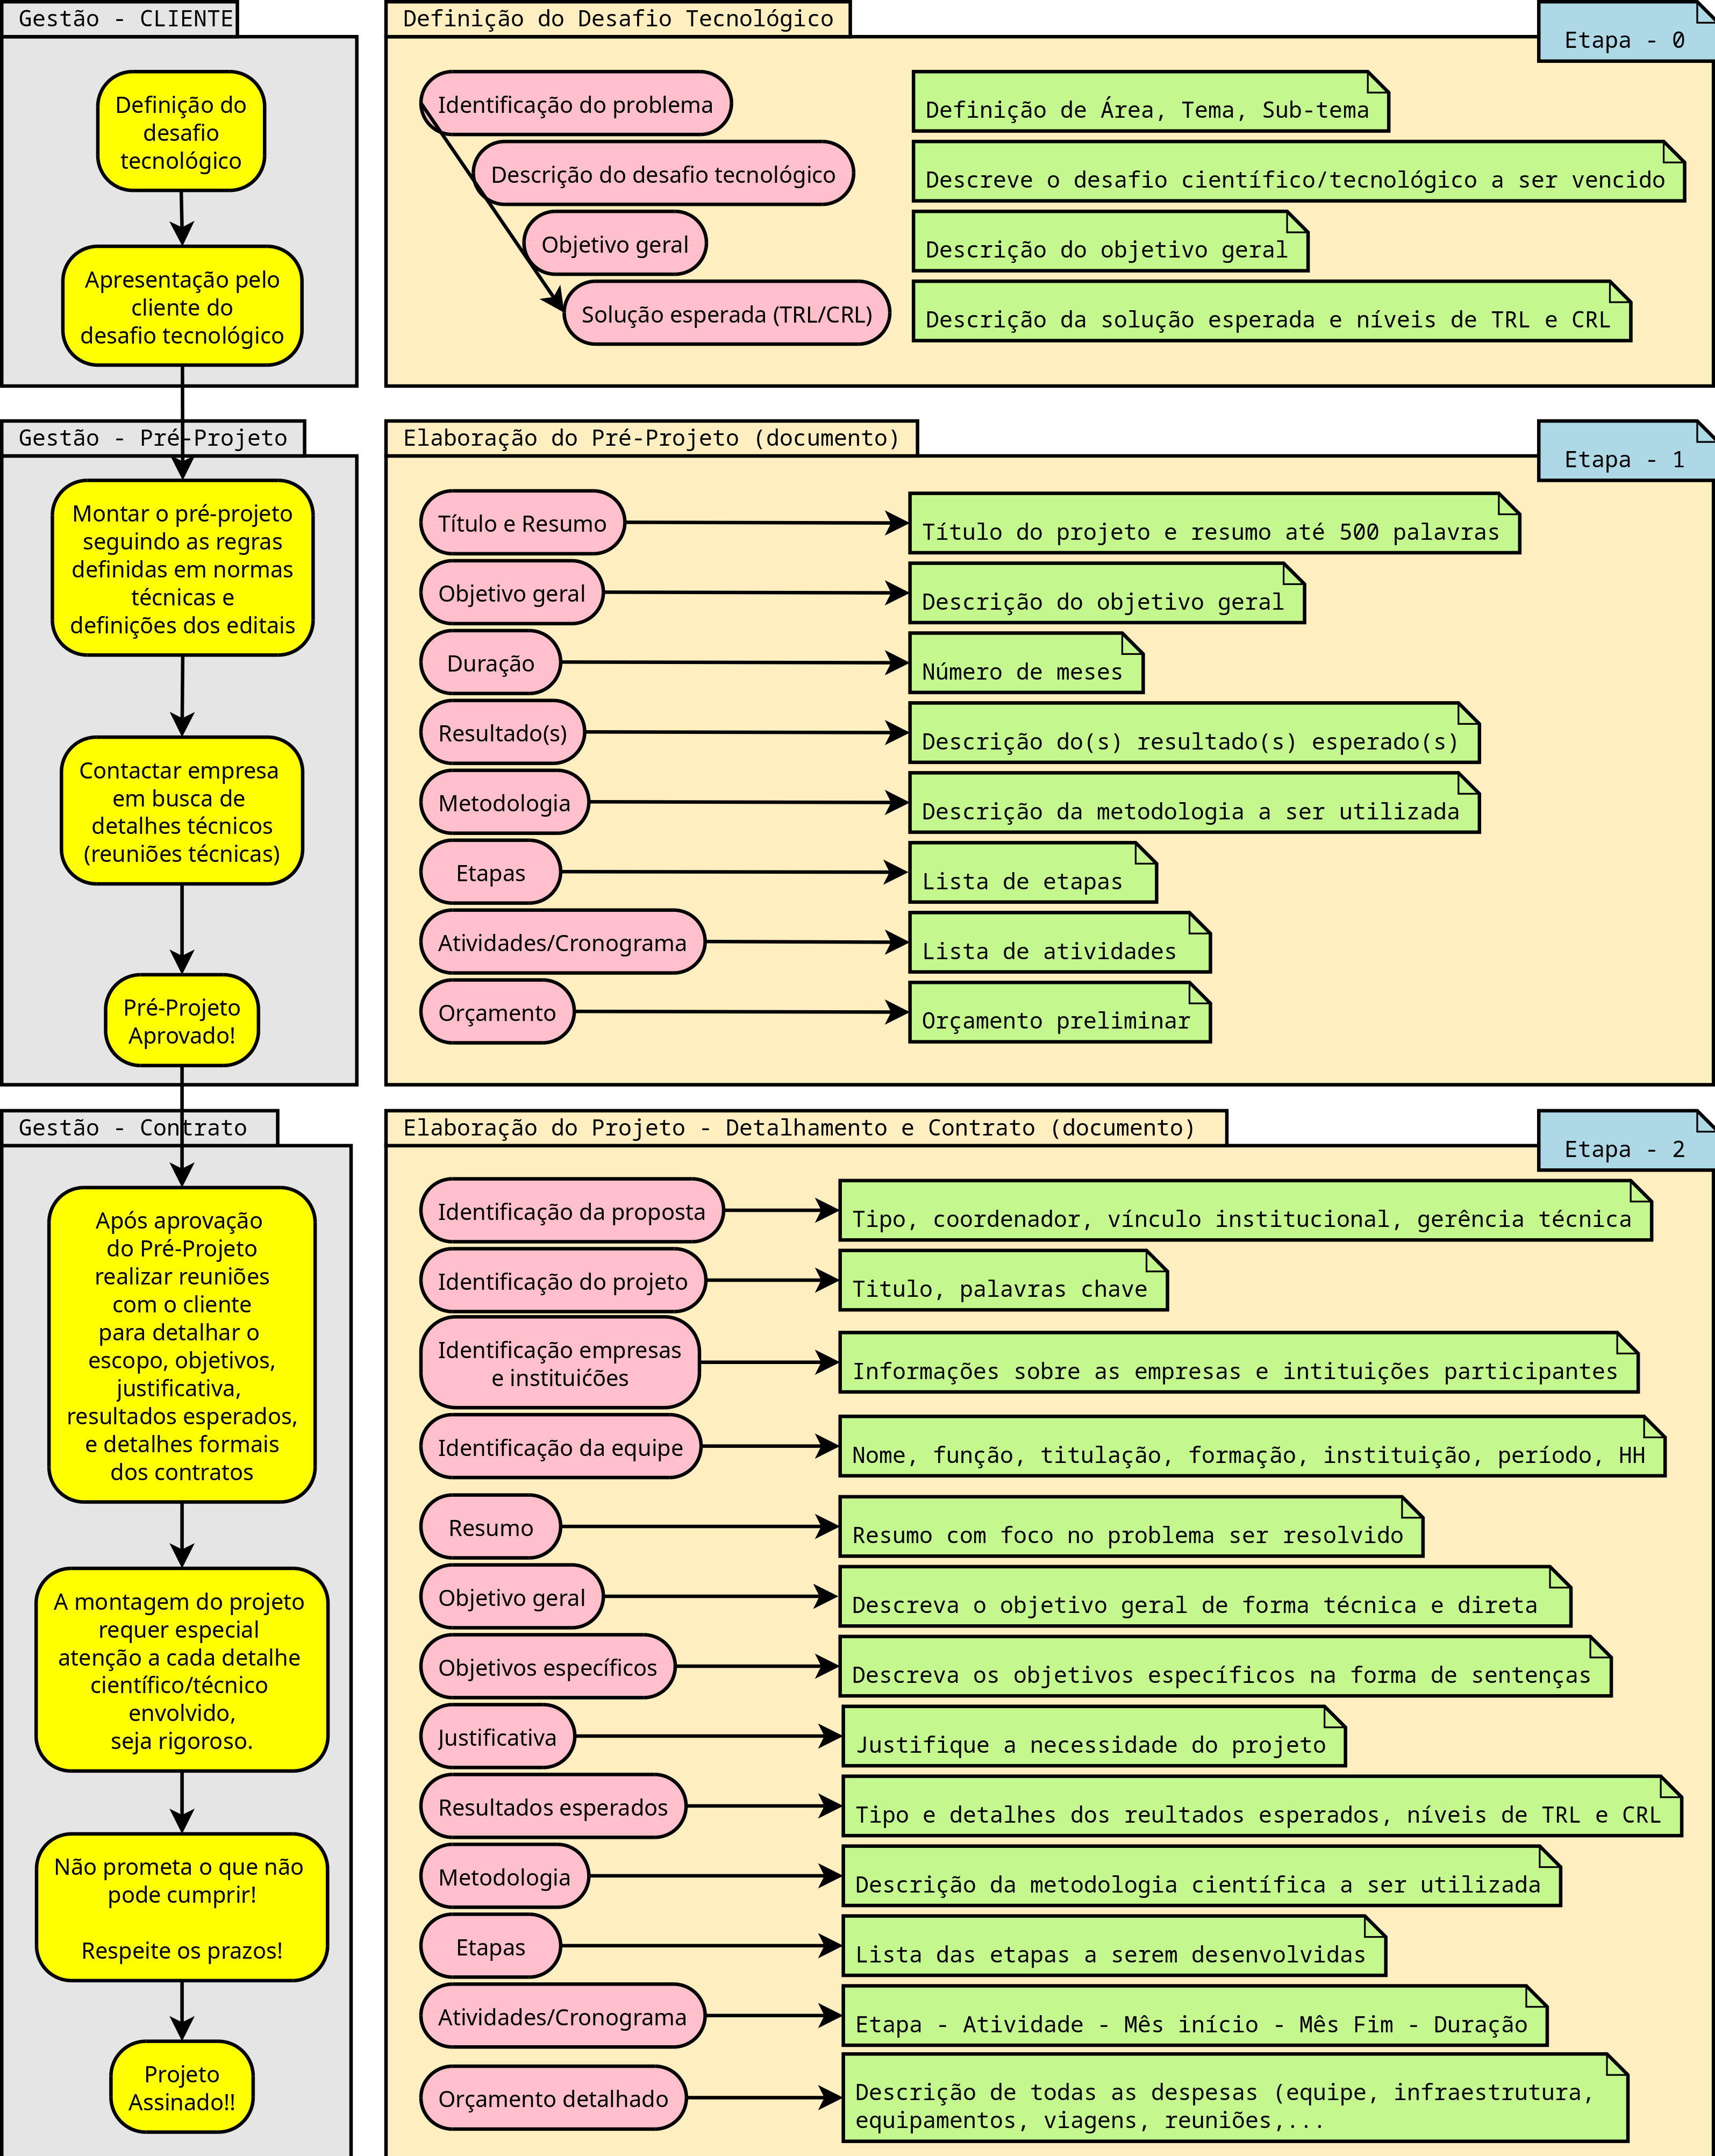 Gestão - CLIENTE
Definição do
desafio
tecnológico
Apresentação pelo
cliente do
desafio tecnológico
Definição do Desafio Tecnológico
Etapa - 0
Identificação do problema
Definição de Área, Tema, Sub-tema
Descrição do desafio tecnológico
Descreve o desafio científico/tecnológico a ser vencido
Objetivo geral
Descrição do objetivo geral
Solução esperada (TRL/CRL)
Descrição da solução esperada e níveis de TRL e CRL
Gestão - Pré-Projeto
Montar o pré-projeto
seguindo as regras
definidas em normas
técnicas e
definições dos editais
Contactar empresa
em busca de
detalhes técnicos
(reuniões técnicas)
Pré-Projeto
Aprovado!
Elaboração do Pré-Projeto (documento)
Etapa - 1
Título e Resumo
Título do projeto e resumo até 500 palavras
Objetivo geral
Descrição do objetivo geral
Duração
Número de meses
Resultado(s)
Descrição do(s) resultado(s) esperado(s)
Metodologia
Descrição da metodologia a ser utilizada
Etapas
Lista de etapas
Atividades/Cronograma
Lista de atividades
Orçamento
Orçamento preliminar
Gestão - Contrato
Após aprovação
do Pré-Projeto
realizar reuniões
com o cliente
para detalhar o
escopo, objetivos,
justificativa,
resultados esperados,
e detalhes formais
dos contratos
A montagem do projeto
requer especial
atenção a cada detalhe
científico/técnico
envolvido,
seja rigoroso.
Não prometa o que não
pode cumprir!
Respeite os prazos!
Projeto
Assinado!!
Elaboração do Projeto - Detalhamento e Contrato (documento)
Etapa - 2
Identificação da proposta
Tipo, coordenador, vínculo institucional, gerência técnica
Identificação do projeto
Titulo, palavras chave
Identificação empresas
e instituićões
Informações sobre as empresas e intituições participantes
Identificação da equipe
Nome, função, titulação, formação, instituição, período, HH
Resumo
Resumo com foco no problema ser resolvido
Objetivo geral
Descreva o objetivo geral de forma técnica e direta
Objetivos específicos
Descreva os objetivos específicos na forma de sentenças
Justificativa
Justifique a necessidade do projeto
Resultados esperados
Tipo e detalhes dos reultados esperados, níveis de TRL e CRL
Metodologia
Descrição da metodologia científica a ser utilizada
Etapas
Lista das etapas a serem desenvolvidas
Atividades/Cronograma
Etapa - Atividade - Mês início - Mês Fim - Duração
Orçamento detalhado
Descrição de todas as despesas (equipe, infraestrutura,
equipamentos, viagens, reuniões,...